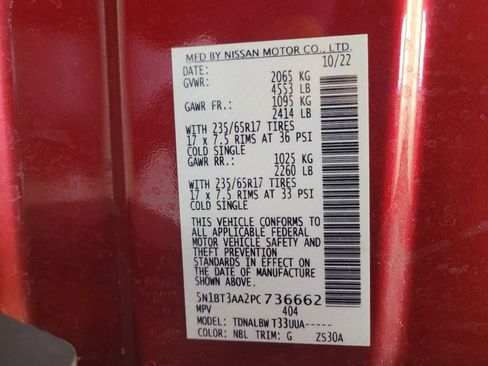 MFD BY NISSAN MOTOR CO., LTD.
DATE: 10/22
GVWR: 2065 KG
4553 LB
GAWR FR.: 1095 KG
2414 LB
WITH 235/65R17 TIRES
17 x 7.5 RIMS AT 36 PSI
COLD SINGLE
GAWR RR.: 1025 KG
2260 LB
WITH 235/65R17 TIRES
17 x 7.5 RIMS AT 33 PSI
COLD SINGLE
THIS VEHICLE CONFORMS TO
ALL APPLICABLE FEDERAL
MOTOR VEHICLE SAFETY AND
THEFT PREVENTION
STANDARDS IN EFFECT ON
THE DATE OF MANUFACTURE
SHOWN ABOVE.
5N1BT3AA2PC736662
MPV 404
MODEL: TDNALBW T33UUA-----
COLOR: NBL TRIM: G ZS30A